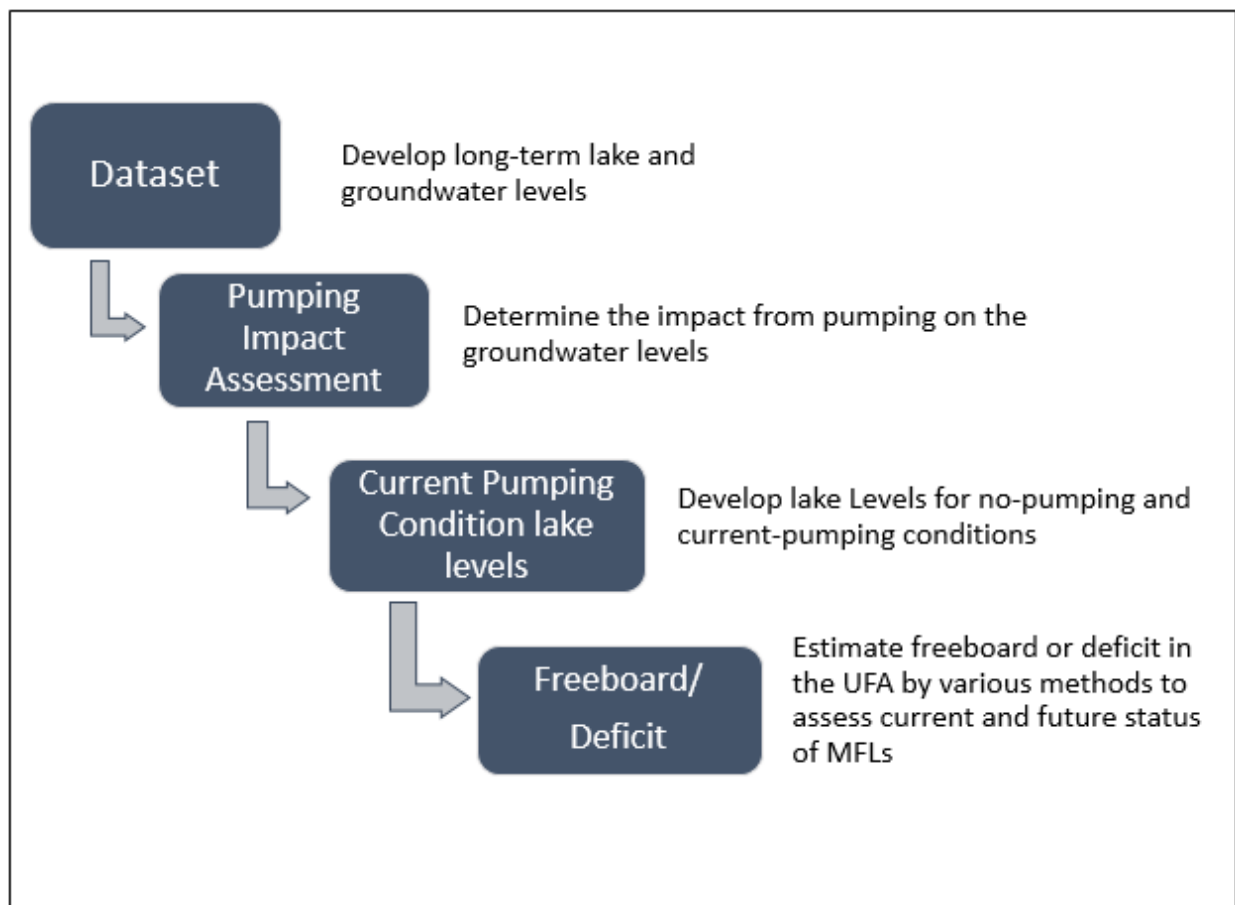 Dataset
Develop long-term lake and
groundwater levels
Pumping
Impact
Assessment
Determine the impact from pumping on the
groundwater levels
Current Pumping
Condition lake
levels
Develop lake Levels for no-pumping and
current-pumping conditions
Freeboard/
Deficit
Estimate freeboard or deficit in
the UFA by various methods to
assess current and future status
of MFLs